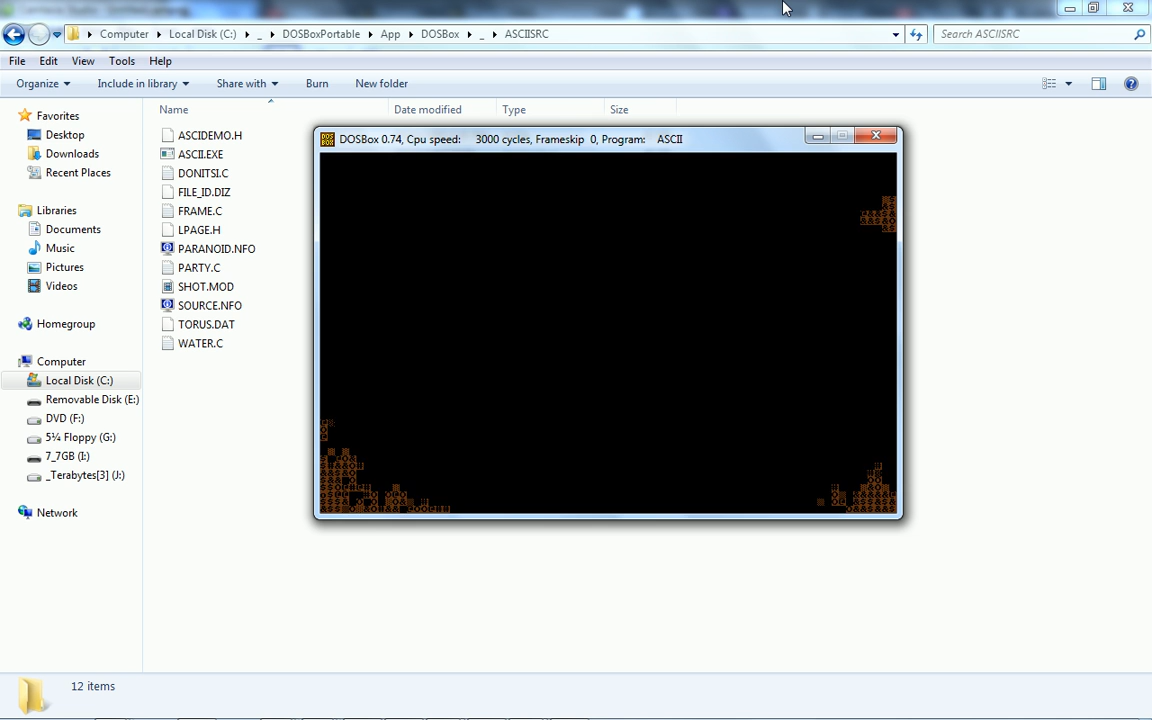 Computer Local Disk (C:) _ DOSBoxPortable App DOSBox _ ASCIISRC
Search ASCIISRC
File Edit View Tools Help
Organize Include in library Share with Burn New folder
Name Date modified Type Size
Favorites
Desktop
Downloads
Recent Places
Libraries
Documents
Music
Pictures
Videos
Homegroup
Computer
Local Disk (C:)
Removable Disk (E:)
DVD (F:)
5¼ Floppy (G:)
7_7GB (I:)
_Terabytes[3] (J:)
Network
ASCIDEMO.H
ASCII.EXE
DONITSI.C
FILE_ID.DIZ
FRAME.C
LPAGE.H
PARANOID.NFO
PARTY.C
SHOT.MOD
SOURCE.NFO
TORUS.DAT
WATER.C
DOSBox 0.74, Cpu speed: 3000 cycles, Frameskip 0, Program: ASCII
12 items